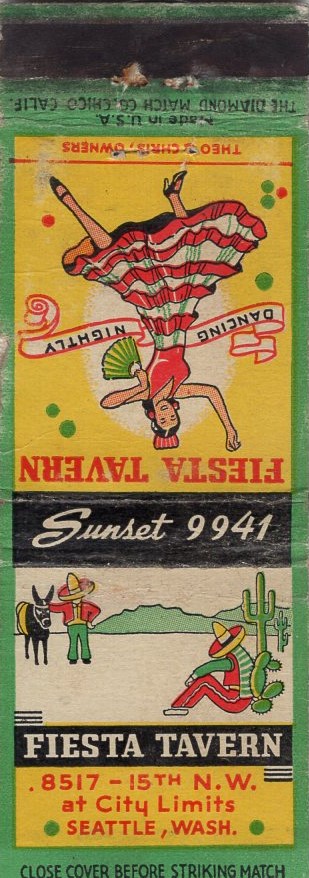 THE DIAMOND MATCH CO. CHICO, CALIF.
Made in U.S.A.
THEO & CHRIS, OWNERS
DANCING NIGHTLY
FIESTA TAVERN
Sunset 9941
FIESTA TAVERN
8517 - 15TH N.W.
at City Limits
SEATTLE, WASH.
CLOSE COVER BEFORE STRIKING MATCH